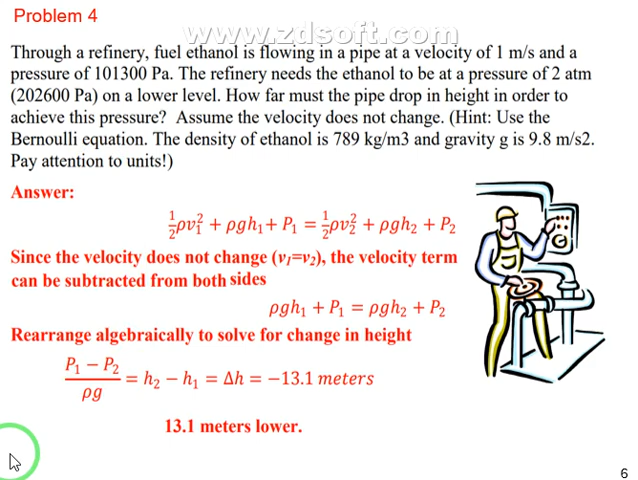 Problem 4
www.zdsoft.com
Through a refinery, fuel ethanol is flowing in a pipe at a velocity of 1 m/s and a
pressure of 101300 Pa. The refinery needs the ethanol to be at a pressure of 2 atm
(202600 Pa) on a lower level. How far must the pipe drop in height in order to
achieve this pressure? Assume the velocity does not change. (Hint: Use the
Bernoulli equation. The density of ethanol is 789 kg/m3 and gravity g is 9.8 m/s2.
Pay attention to units!)
Answer:
½ρv₁² + ρgh₁ + P₁ = ½ρv₂² + ρgh₂ + P₂
Since the velocity does not change (v₁=v₂), the velocity term
can be subtracted from both sides
ρgh₁ + P₁ = ρgh₂ + P₂
Rearrange algebraically to solve for change in height
(P₁ − P₂)/ρg = h₂ − h₁ = Δh = −13.1 meters
13.1 meters lower.
6